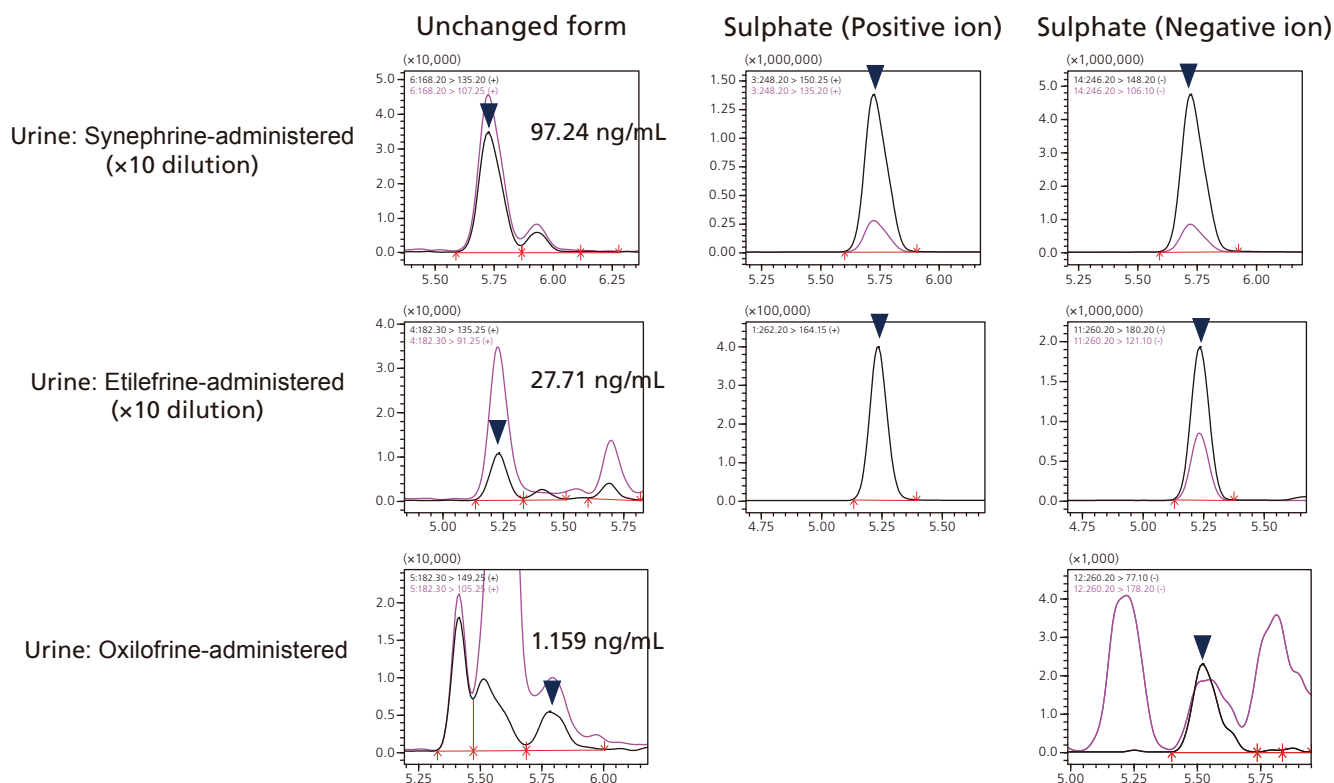 Unchanged form
Sulphate (Positive ion)
Sulphate (Negative ion)
Urine: Synephrine-administered
(×10 dilution)
(×10,000)
6:168.20 > 135.20 (+)
6:168.20 > 107.25 (+)
97.24 ng/mL
5.0
4.0
3.0
2.0
1.0
0.0
5.50 5.75 6.00 6.25
(×1,000,000)
3:248.20 > 150.25 (+)
3:248.20 > 135.20 (+)
1.50
1.25
1.00
0.75
0.50
0.25
0.00
5.25 5.50 5.75 6.00
(×1,000,000)
14:246.20 > 148.20 (-)
14:246.20 > 106.10 (-)
5.0
4.0
3.0
2.0
1.0
0.0
5.25 5.50 5.75 6.00
Urine: Etilefrine-administered
(×10 dilution)
(×10,000)
4:182.30 > 135.25 (+)
4:182.30 > 91.25 (+)
27.71 ng/mL
4.0
3.0
2.0
1.0
0.0
5.00 5.25 5.50 5.75
(×100,000)
1:262.20 > 164.15 (+)
4.0
3.0
2.0
1.0
0.0
4.75 5.00 5.25 5.50
(×1,000,000)
11:260.20 > 180.20 (-)
11:260.20 > 121.10 (-)
2.0
1.5
1.0
0.5
0.0
4.75 5.00 5.25 5.50
Urine: Oxilofrine-administered
(×10,000)
5:182.30 > 149.25 (+)
5:182.30 > 105.25 (+)
1.159 ng/mL
2.0
1.5
1.0
0.5
0.0
5.25 5.50 5.75 6.00
(×1,000)
12:260.20 > 77.10 (-)
12:260.20 > 178.20 (-)
4.0
3.0
2.0
1.0
0.0
5.00 5.25 5.50 5.75